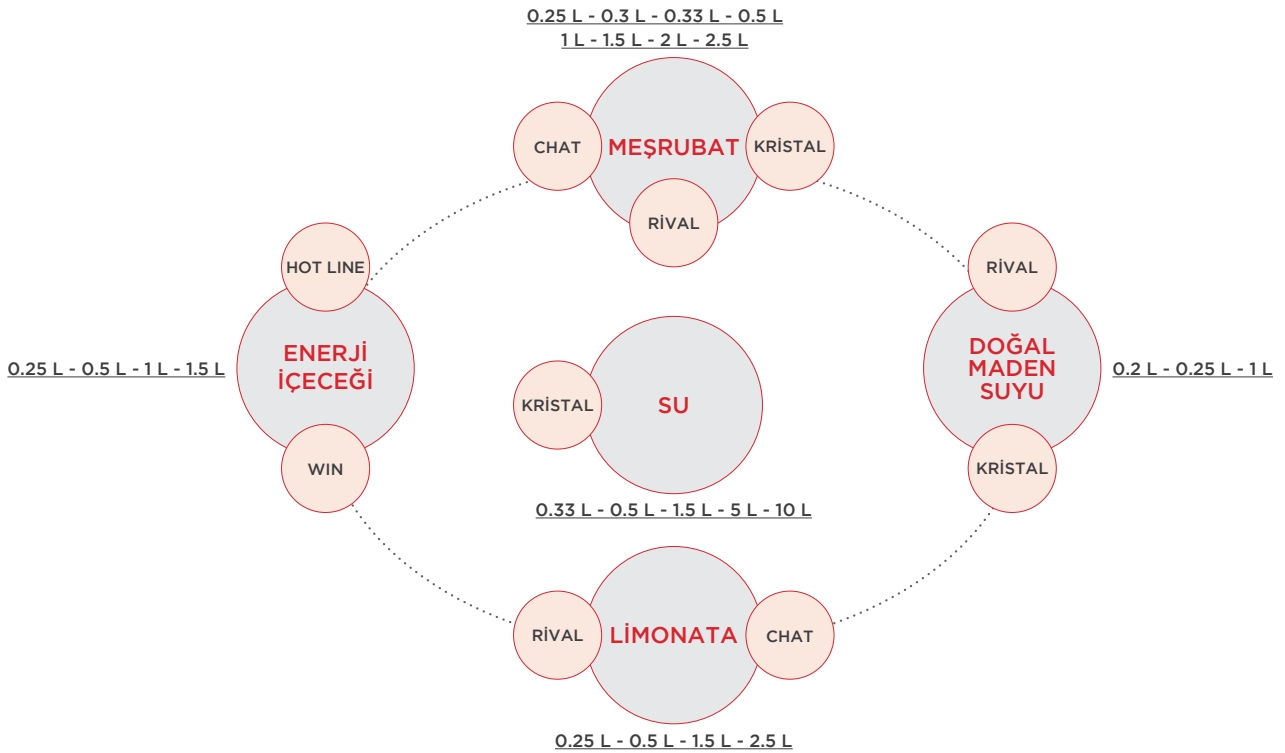 0.25 L - 0.3 L - 0.33 L - 0.5 L
1 L - 1.5 L - 2 L - 2.5 L
CHAT
MEŞRUBAT
KRİSTAL
RİVAL
HOT LINE
ENERJİ
İÇECEĞİ
WIN
0.25 L - 0.5 L - 1 L - 1.5 L
RİVAL
DOĞAL
MADEN
SUYU
KRİSTAL
0.2 L - 0.25 L - 1 L
KRİSTAL
SU
0.33 L - 0.5 L - 1.5 L - 5 L - 10 L
RİVAL
LİMONATA
CHAT
0.25 L - 0.5 L - 1.5 L - 2.5 L